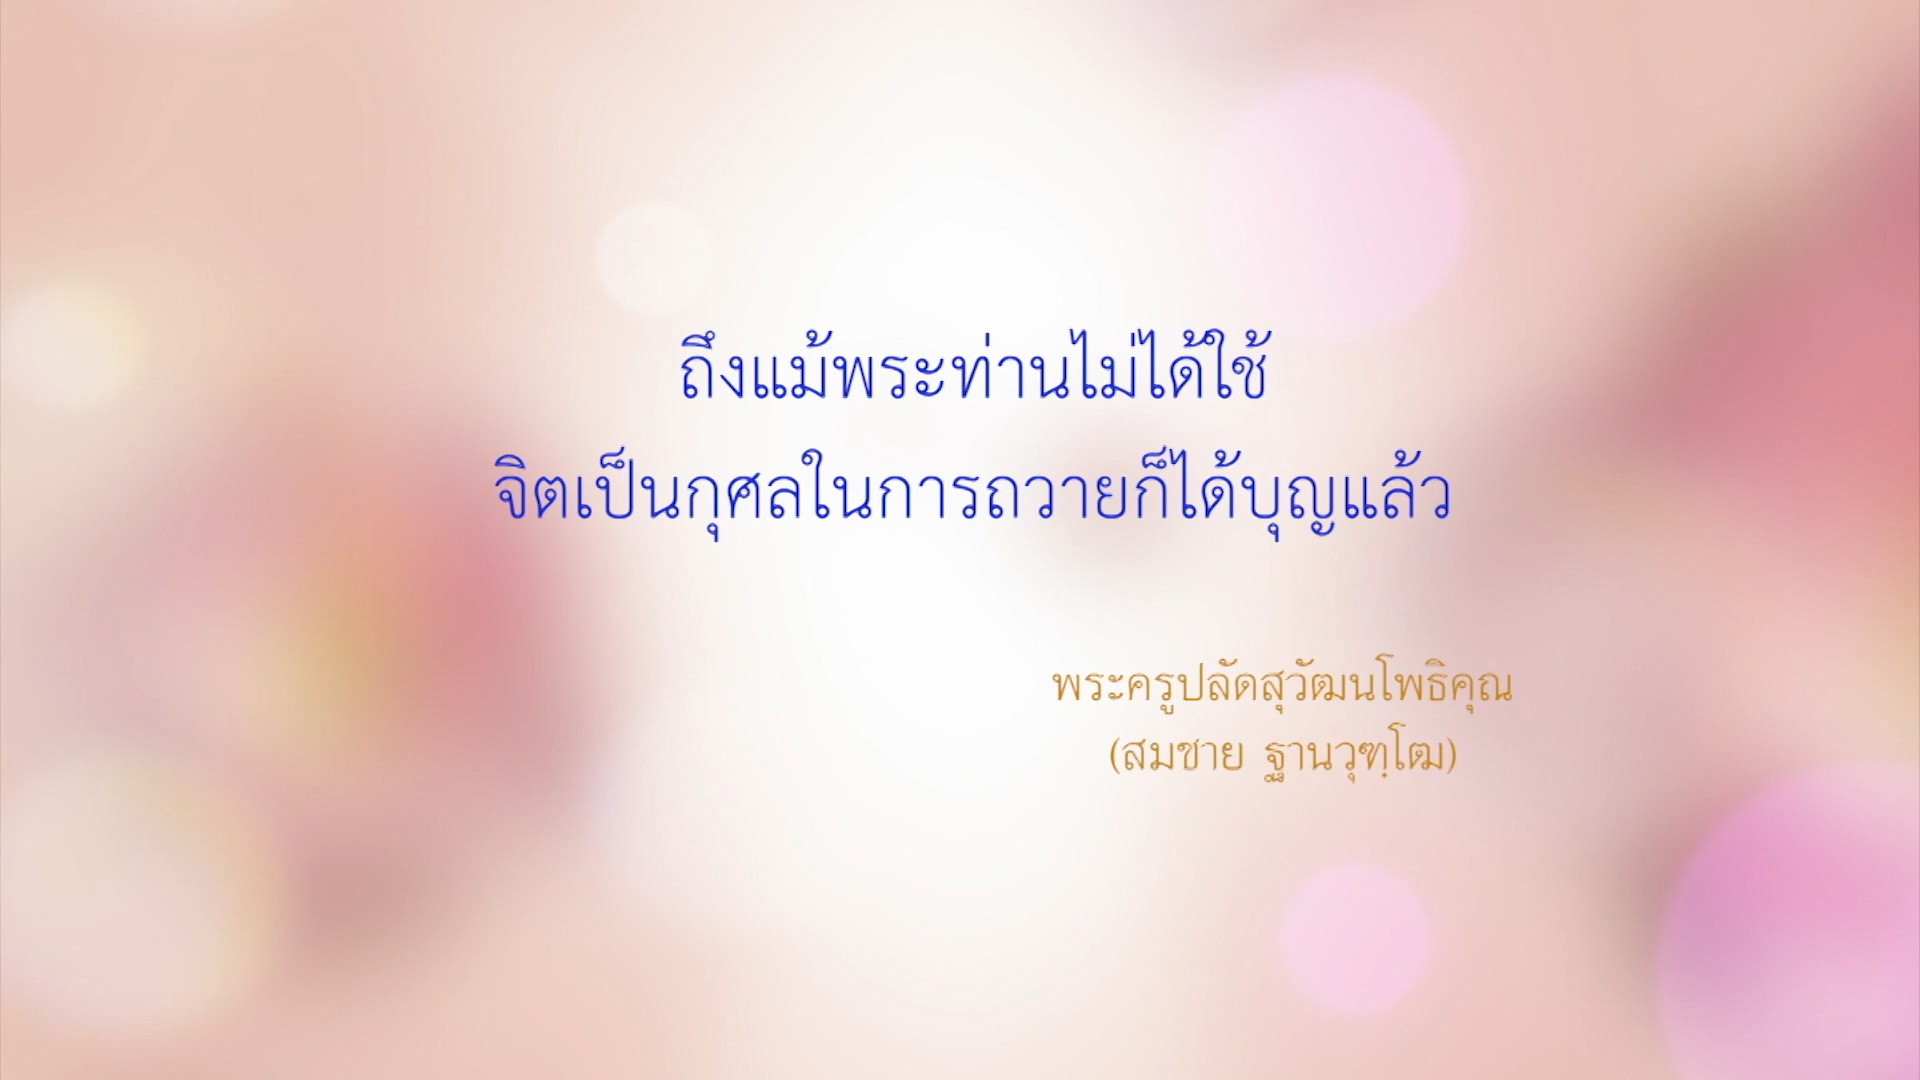 ถึงแม้พระท่านไม่ได้ใช้
จิตเป็นกุศลในการถวายก็ได้บุญแล้ว
พระครูปลัดสุวัฒนโพธิคุณ
(สมชาย ฐานวุฑฺโฒ)